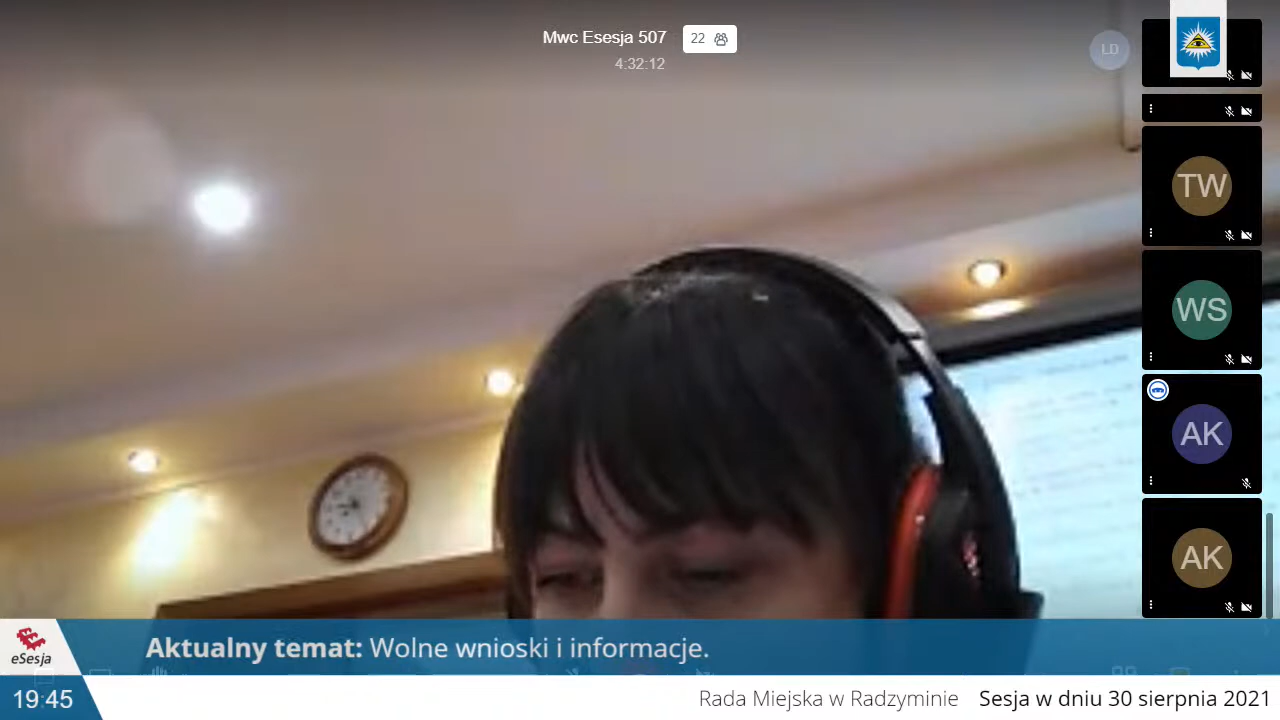 Mwc Esesja 507
22
4:32:12
LD
TW
WS
AK
AK
eSesja
Aktualny temat: Wolne wnioski i informacje.
19:45
Rada Miejska w Radzyminie Sesja w dniu 30 sierpnia 2021